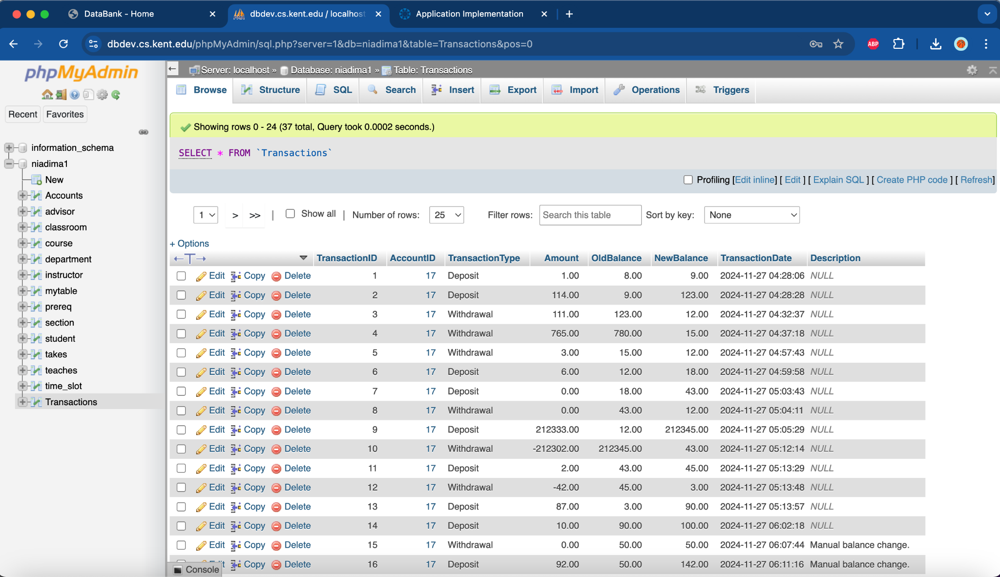 DataBank - Home
dbdev.cs.kent.edu / localhost
Application Implementation
dbdev.cs.kent.edu/phpMyAdmin/sql.php?server=1&db=niadima1&table=Transactions&pos=0
ABP
phpMyAdmin
Recent Favorites
information_schema
niadima1
New
Accounts
advisor
classroom
course
department
instructor
mytable
prereq
section
student
takes
teaches
time_slot
Transactions
Server: localhost » Database: niadima1 » Table: Transactions
Browse Structure SQL Search Insert Export Import Operations Triggers
Showing rows 0 - 24 (37 total, Query took 0.0002 seconds.)
SELECT * FROM `Transactions`
Profiling [Edit inline] [ Edit ] [ Explain SQL ] [ Create PHP code ] [ Refresh]
1 > >> | Show all | Number of rows: 25 Filter rows: Search this table Sort by key: None
+ Options
←T→ TransactionID AccountID TransactionType Amount OldBalance NewBalance TransactionDate Description
Edit Copy Delete 1 17 Deposit 1.00 8.00 9.00 2024-11-27 04:28:06 NULL
Edit Copy Delete 2 17 Deposit 114.00 9.00 123.00 2024-11-27 04:28:28 NULL
Edit Copy Delete 3 17 Withdrawal 111.00 123.00 12.00 2024-11-27 04:32:37 NULL
Edit Copy Delete 4 17 Withdrawal 765.00 780.00 15.00 2024-11-27 04:37:18 NULL
Edit Copy Delete 5 17 Withdrawal 3.00 15.00 12.00 2024-11-27 04:57:43 NULL
Edit Copy Delete 6 17 Deposit 6.00 12.00 18.00 2024-11-27 04:59:58 NULL
Edit Copy Delete 7 17 Deposit 0.00 18.00 43.00 2024-11-27 05:03:43 NULL
Edit Copy Delete 8 17 Withdrawal 0.00 43.00 12.00 2024-11-27 05:04:11 NULL
Edit Copy Delete 9 17 Deposit 212333.00 12.00 212345.00 2024-11-27 05:05:29 NULL
Edit Copy Delete 10 17 Withdrawal -212302.00 212345.00 43.00 2024-11-27 05:12:14 NULL
Edit Copy Delete 11 17 Deposit 2.00 43.00 45.00 2024-11-27 05:13:29 NULL
Edit Copy Delete 12 17 Withdrawal -42.00 45.00 3.00 2024-11-27 05:13:48 NULL
Edit Copy Delete 13 17 Deposit 87.00 3.00 90.00 2024-11-27 05:13:57 NULL
Edit Copy Delete 14 17 Deposit 10.00 90.00 100.00 2024-11-27 06:02:18 NULL
Edit Copy Delete 15 17 Withdrawal 0.00 50.00 50.00 2024-11-27 06:07:44 Manual balance change.
Copy Delete 16 17 Deposit 92.00 50.00 142.00 2024-11-27 06:11:16 Manual balance change.
Console